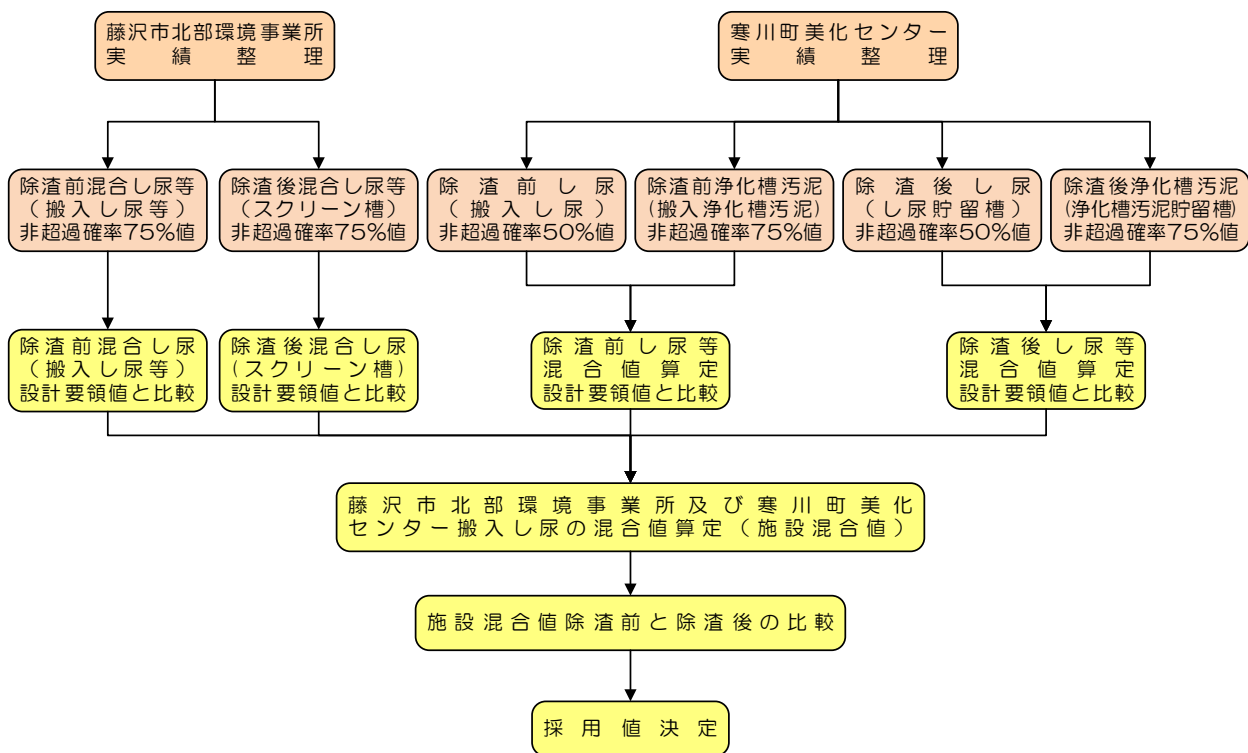 藤沢市北部環境事業所
実績整理
寒川町美化センター
実績整理
除渣前混合し尿等
（搬入し尿等）
非超過確率75%値
除渣後混合し尿等
（スクリーン槽）
非超過確率75%値
除渣前し尿
（搬入し尿）
非超過確率50%値
除渣前浄化槽汚泥
(搬入浄化槽汚泥)
非超過確率75%値
除渣後し尿
（し尿貯留槽）
非超過確率50%値
除渣後浄化槽汚泥
(浄化槽汚泥貯留槽)
非超過確率75%値
除渣前混合し尿
（搬入し尿等）
設計要領値と比較
除渣後混合し尿
(スクリーン槽)
設計要領値と比較
除渣前し尿等
混合値算定
設計要領値と比較
除渣後し尿等
混合値算定
設計要領値と比較
藤沢市北部環境事業所及び寒川町美化
センター搬入し尿の混合値算定（施設混合値）
施設混合値除渣前と除渣後の比較
採用値決定